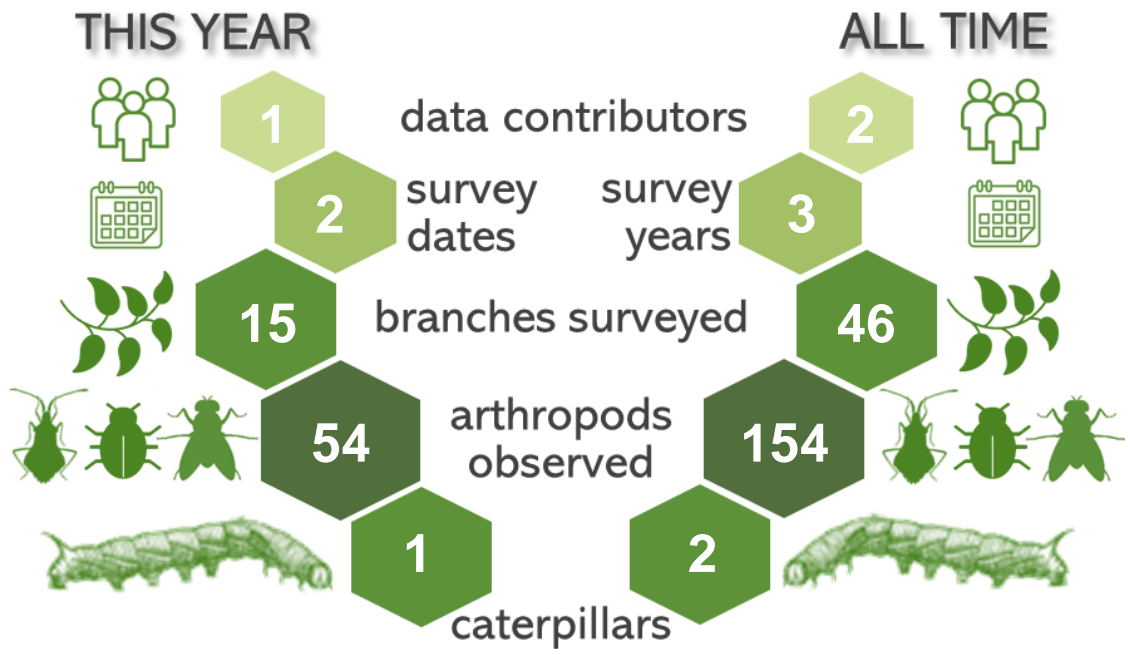 THIS YEAR ALL TIME
1 data contributors 2
2 survey dates survey years 3
15 branches surveyed 46
54 arthropods observed 154
1 caterpillars 2